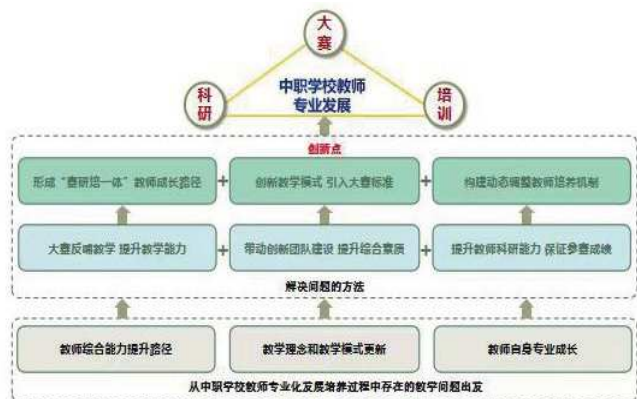 大赛
科研
中职学校教师
专业发展
培训
创新点
形成“赛研培一体”教师成长路径
+
创新教学模式 引入大赛标准
+
构建动态调整教师培养机制
大赛反哺教学 提升教学能力
+
带动创新团队建设 提升综合素质
+
提升教师科研能力 保证参赛成绩
解决问题的方法
教师综合能力提升路径
教学理念和教学模式更新
教师自身专业成长
从中职学校教师专业化发展培养过程中存在的教学问题出发